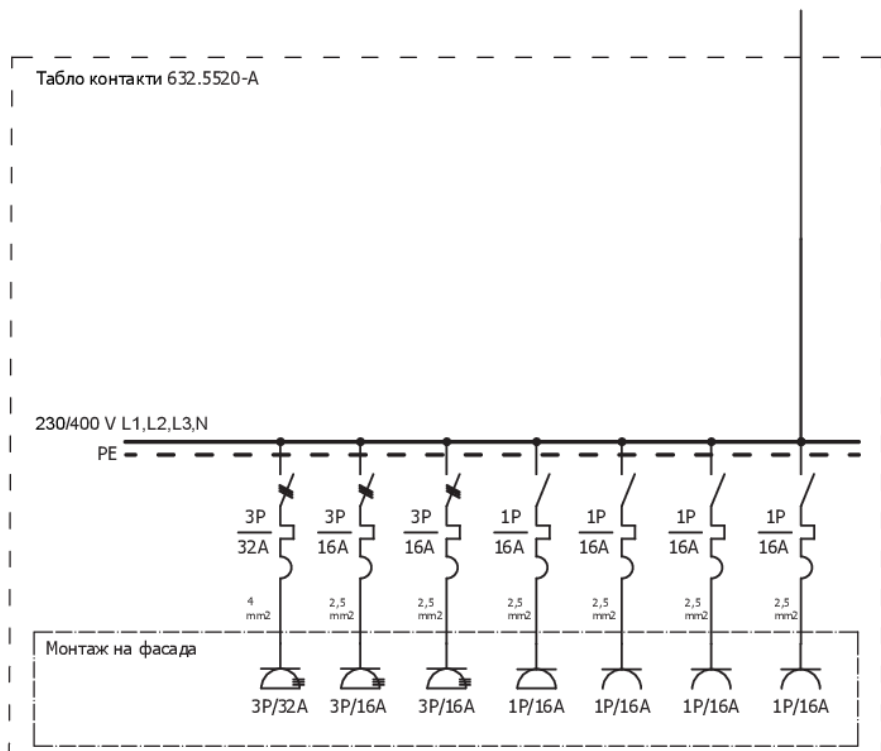 Табло контакти 632.5520-A
230/400 V L1,L2,L3,N
PE
3P 3P 3P 1P 1P 1P 1P
32A 16A 16A 16A 16A 16A 16A
4 2,5 2,5 2,5 2,5 2,5 2,5
mm2 mm2 mm2 mm2 mm2 mm2 mm2
Монтаж на фасада
3P/32A 3P/16A 3P/16A 1P/16A 1P/16A 1P/16A 1P/16A